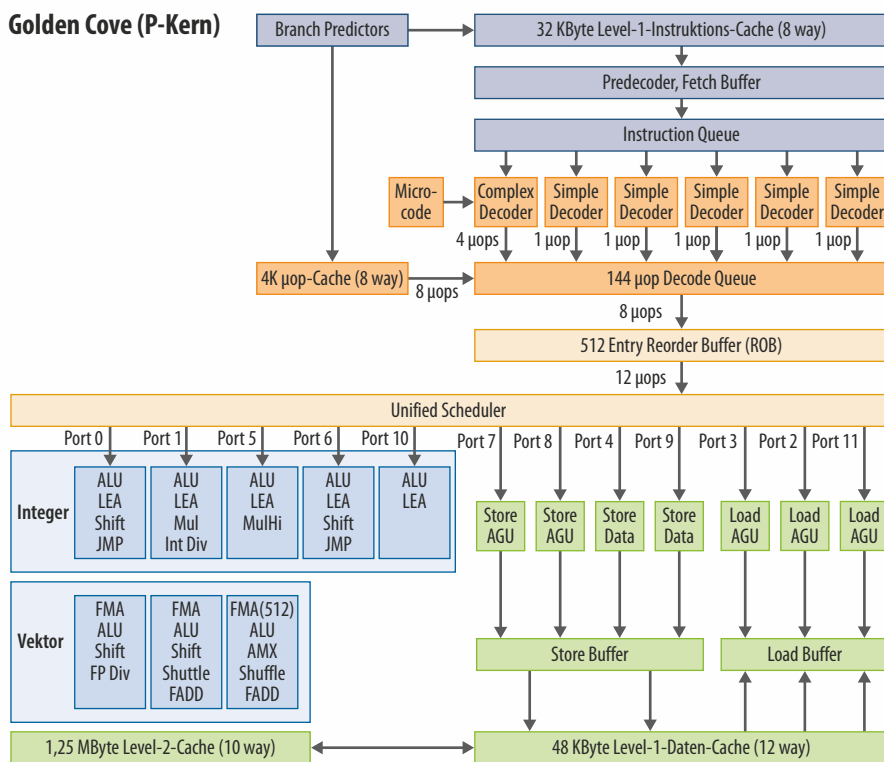 Golden Cove (P-Kern)
Branch Predictors
32 KByte Level-1-Instruktions-Cache (8 way)
Predecoder, Fetch Buffer
Instruction Queue
Micro-
code
Complex
Decoder
Simple
Decoder
Simple
Decoder
Simple
Decoder
Simple
Decoder
Simple
Decoder
4 µops
1 µop
1 µop
1 µop
1 µop
1 µop
4K µop-Cache (8 way)
8 µops
144 µop Decode Queue
8 µops
512 Entry Reorder Buffer (ROB)
12 µops
Unified Scheduler
Port 0
Port 1
Port 5
Port 6
Port 10
Port 7
Port 8
Port 4
Port 9
Port 3
Port 2
Port 11
Integer
ALU
LEA
Shift
JMP
ALU
LEA
Mul
Int Div
ALU
LEA
MulHi
ALU
LEA
Shift
JMP
ALU
LEA
Store
AGU
Store
AGU
Store
Data
Store
Data
Load
AGU
Load
AGU
Load
AGU
Vektor
FMA
ALU
Shift
FP Div
FMA
ALU
Shift
Shuttle
FADD
FMA(512)
ALU
AMX
Shuffle
FADD
Store Buffer
Load Buffer
1,25 MByte Level-2-Cache (10 way)
48 KByte Level-1-Daten-Cache (12 way)